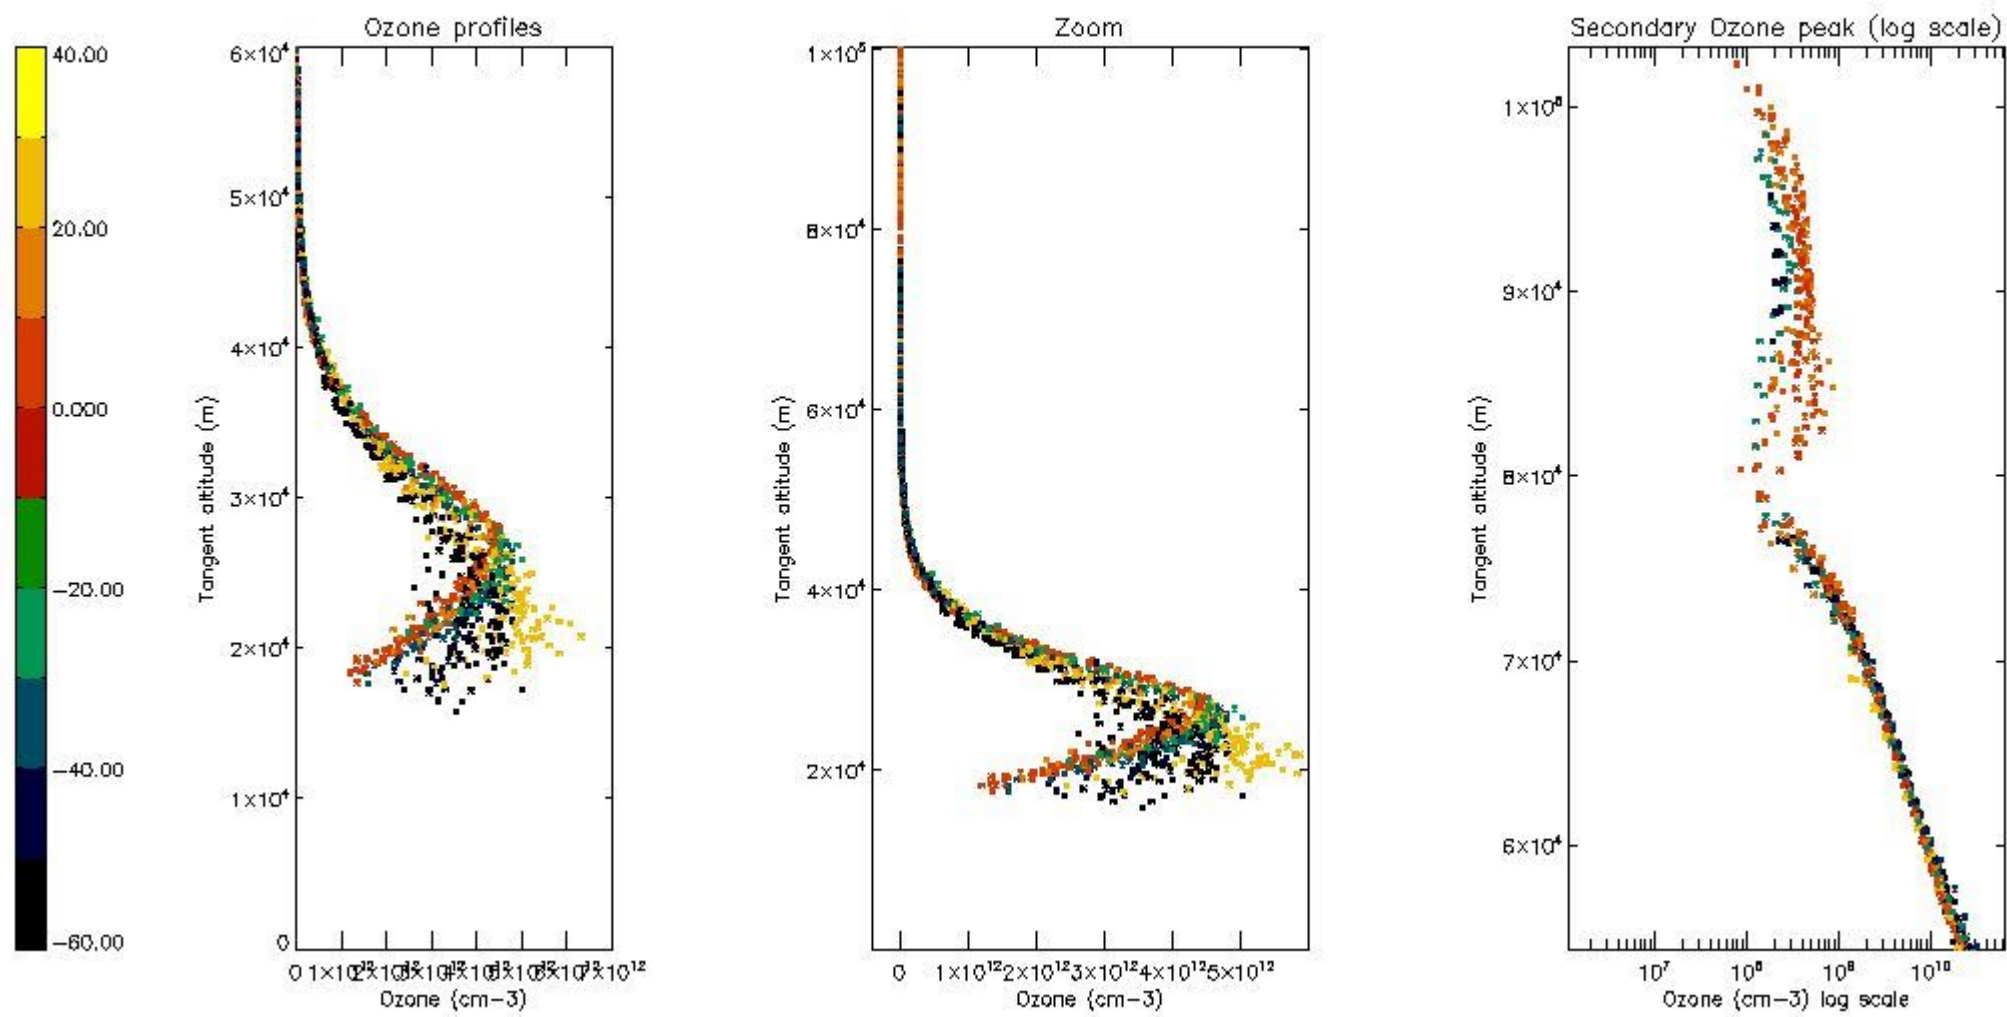 40.00
20.00
0.000
−20.00
−40.00
−60.00
Ozone profiles
6×10⁴
5×10⁴
4×10⁴
3×10⁴
2×10⁴
1×10⁴
0
Tangent altitude (m)
Ozone (cm−3)
Zoom
1×10⁵
8×10⁴
6×10⁴
4×10⁴
2×10⁴
Tangent altitude (m)
0 1×10¹² 2×10¹² 3×10¹² 4×10¹² 5×10¹²
Ozone (cm−3)
Secondary Ozone peak (log scale)
1×10⁵
9×10⁴
8×10⁴
7×10⁴
6×10⁴
Tangent altitude (m)
10⁷ 10⁸ 10⁹ 10¹⁰
Ozone (cm−3) log scale